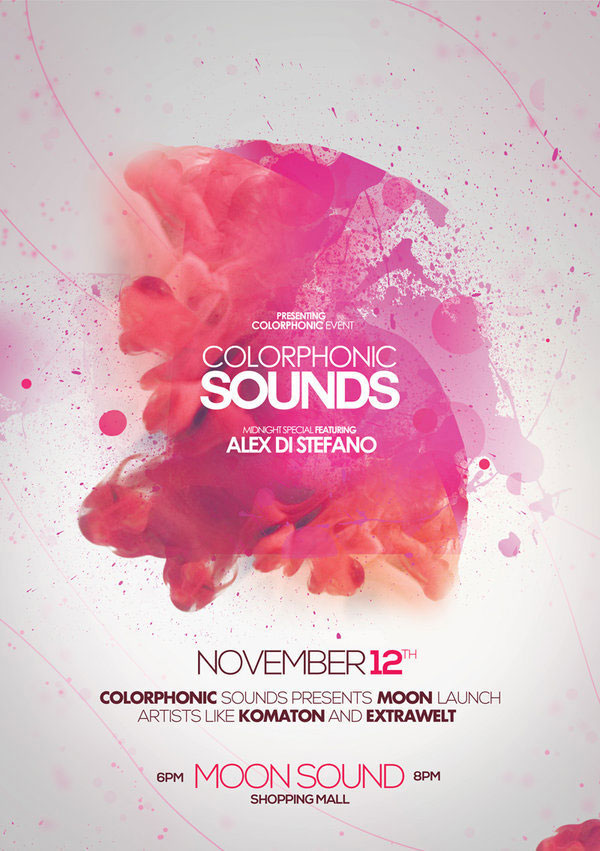 PRESENTING
COLORPHONIC EVENT
COLORPHONIC
SOUNDS
MIDNIGHT SPECIAL FEATURING
ALEX DI STEFANO
NOVEMBER 12TH
COLORPHONIC SOUNDS PRESENTS MOON LAUNCH
ARTISTS LIKE KOMATON AND EXTRAWELT
6PM MOON SOUND 8PM
SHOPPING MALL